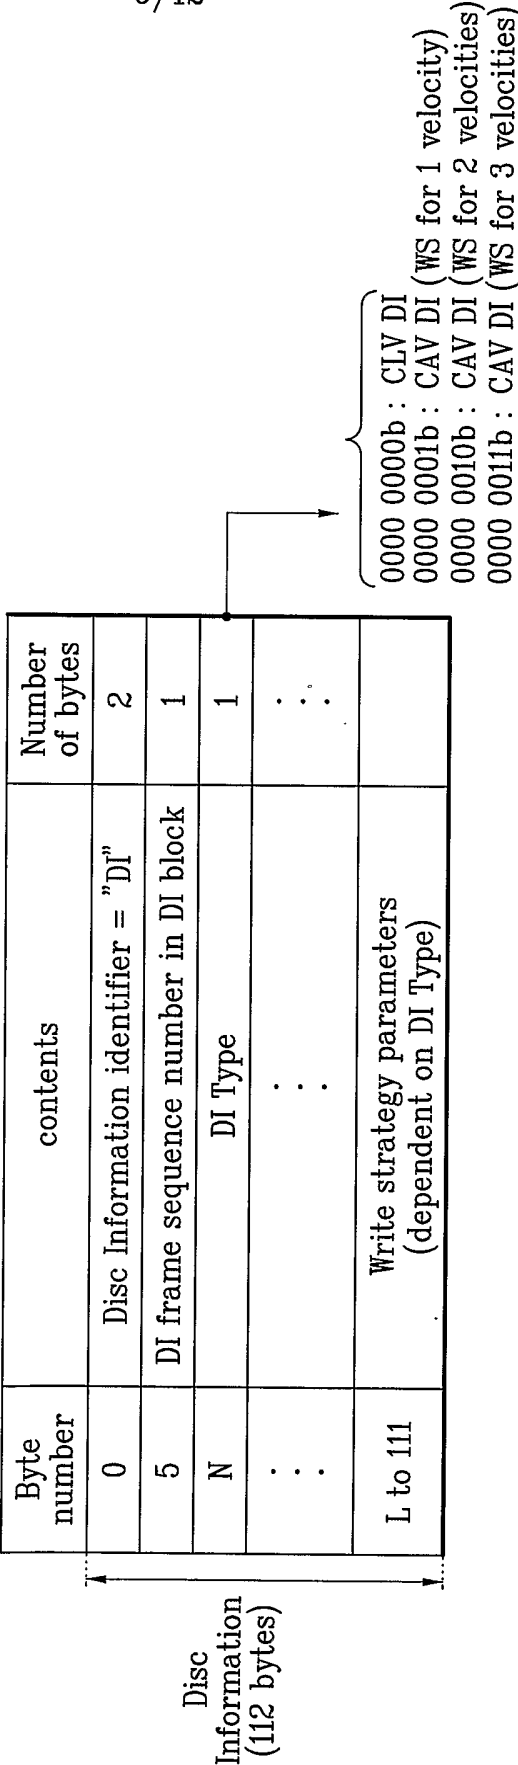 Byte
number
contents
Number
of bytes
0
Disc Information identifier = "DI"
2
5
DI frame sequence number in DI block
1
N
DI Type
1
L to 111
Write strategy parameters
(dependent on DI Type)
Disc
Information
(112 bytes)
0000 0000b : CLV DI
0000 0001b : CAV DI (WS for 1 velocity)
0000 0010b : CAV DI (WS for 2 velocities)
0000 0011b : CAV DI (WS for 3 velocities)